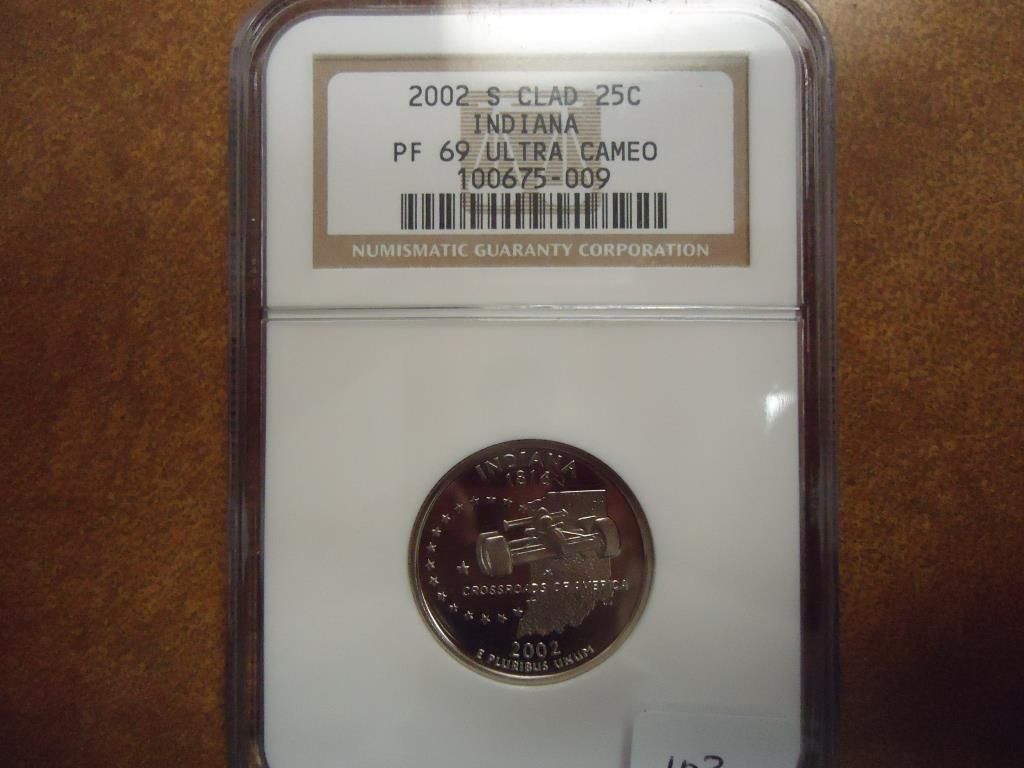 2002 S CLAD 25C
INDIANA
PF 69 ULTRA CAMEO
100675-009
NUMISMATIC GUARANTY CORPORATION
INDIANA
1816
CROSSROADS OF AMERICA
2002
E PLURIBUS UNUM